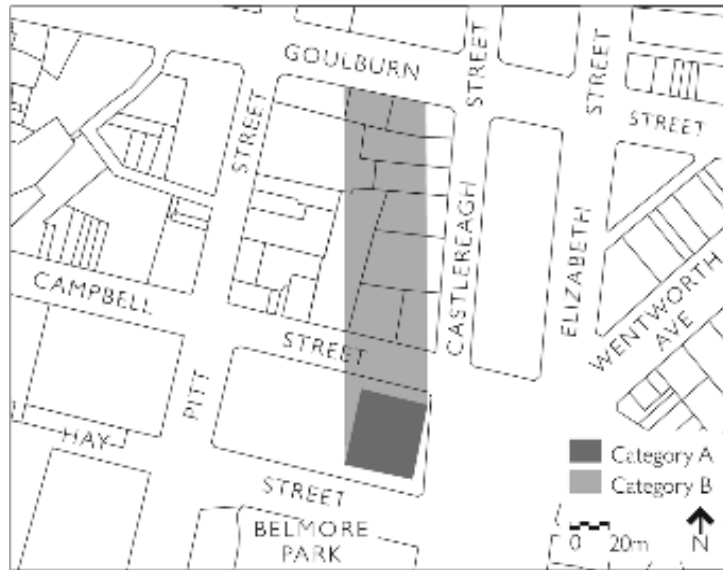 GOULBURN
STREET
STREET
STREET
STREET
CASTLEREAGH
ELIZABETH
WENTWORTH
AVE
CAMPBELL
STREET
PITT
HAY
STREET
BELMORE
PARK
Category A
Category B
0 20m
N